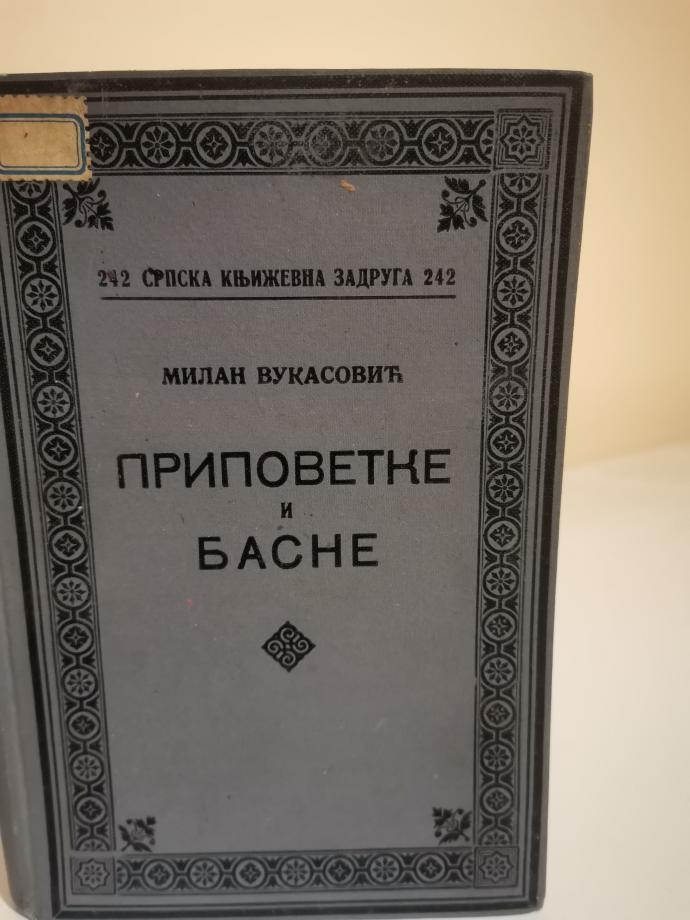 242 СРПСКА КЊИЖЕВНА ЗАДРУГА 242
МИЛАН ВУКАСОВИЋ
ПРИПОВЕТКЕ
И
БАСНЕ